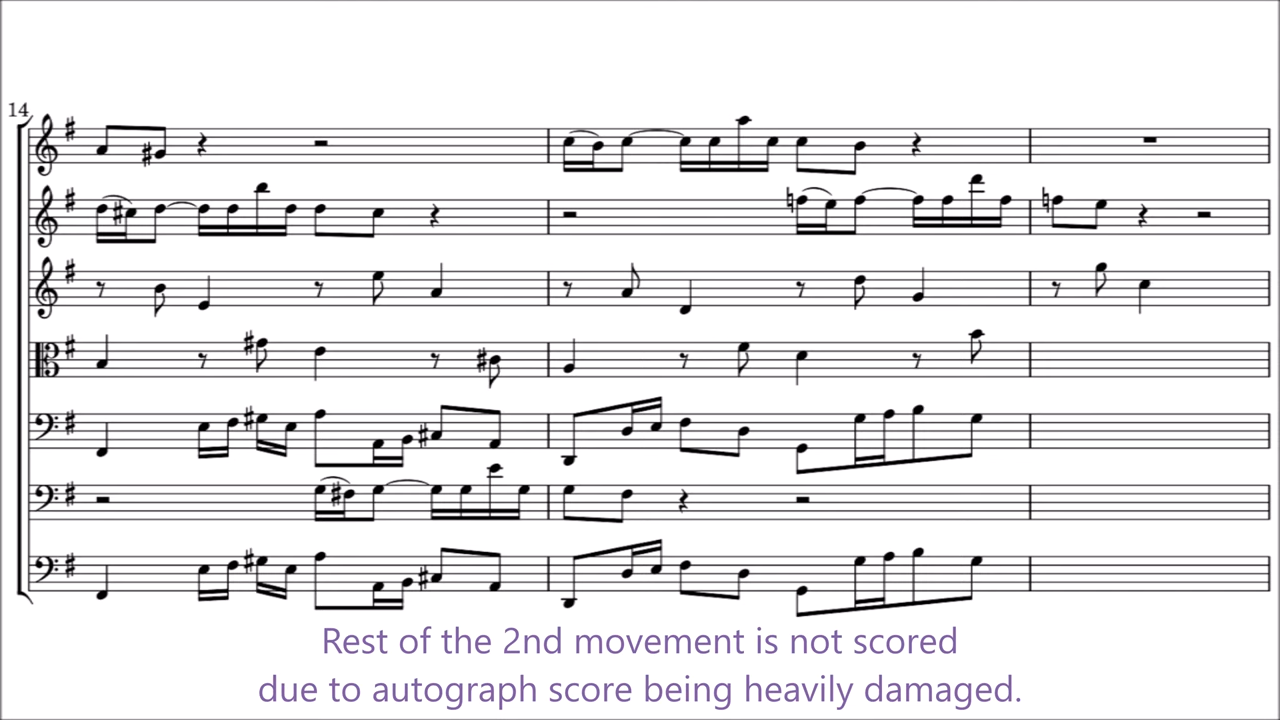 14
Rest of the 2nd movement is not scored
due to autograph score being heavily damaged.